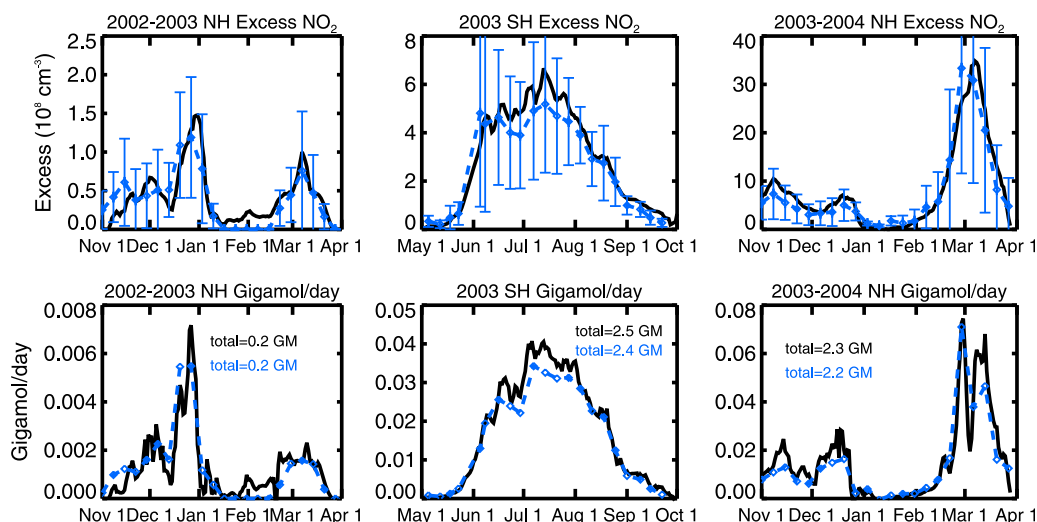 2002-2003 NH Excess NO2
2003 SH Excess NO2
2003-2004 NH Excess NO2
Excess (10^8 cm^-3)
2.5
2.0
1.5
1.0
0.5
0.0
Nov 1 Dec 1 Jan 1 Feb 1 Mar 1 Apr 1
8
6
4
2
0
May 1 Jun 1 Jul 1 Aug 1 Sep 1 Oct 1
40
30
20
10
0
Nov 1 Dec 1 Jan 1 Feb 1 Mar 1 Apr 1
2002-2003 NH Gigamol/day
2003 SH Gigamol/day
2003-2004 NH Gigamol/day
Gigamol/day
0.008
0.006
0.004
0.002
0.000
total=0.2 GM
total=0.2 GM
Nov 1 Dec 1 Jan 1 Feb 1 Mar 1 Apr 1
0.05
0.04
0.03
0.02
0.01
0.00
total=2.5 GM
total=2.4 GM
May 1 Jun 1 Jul 1 Aug 1 Sep 1 Oct 1
0.08
0.06
0.04
0.02
0.00
total=2.3 GM
total=2.2 GM
Nov 1 Dec 1 Jan 1 Feb 1 Mar 1 Apr 1